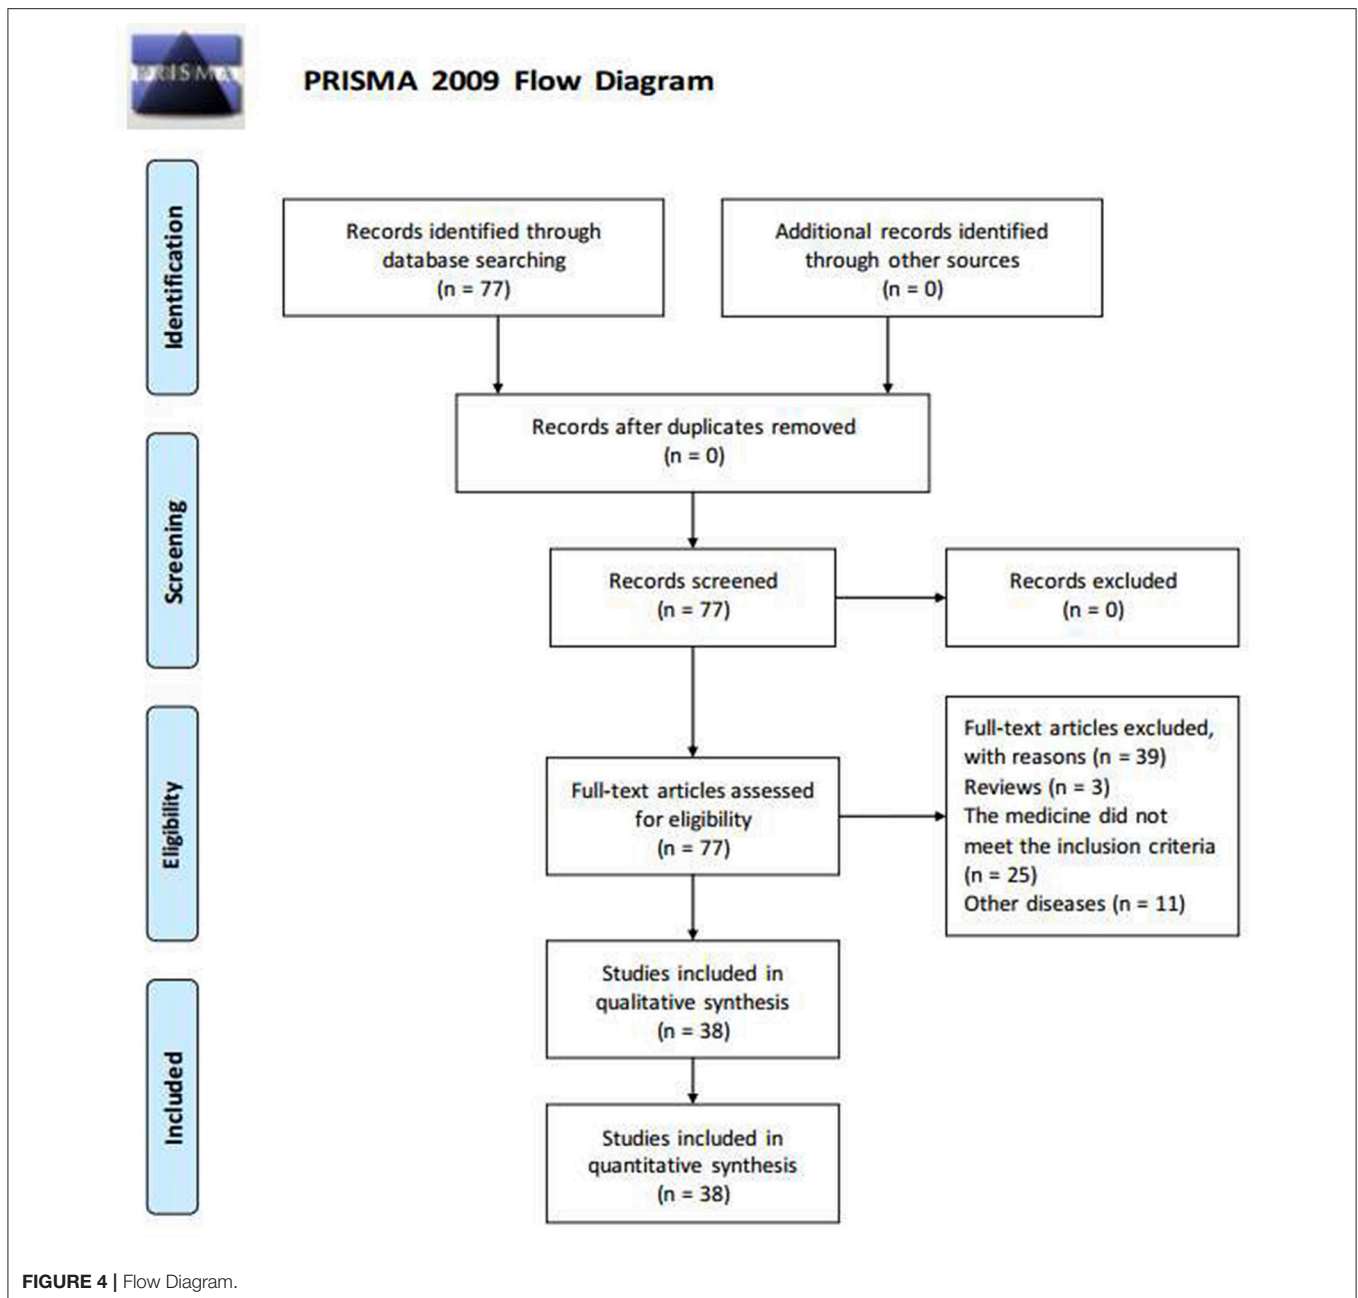 PRISMA
PRISMA 2009 Flow Diagram
Identification
Records identified through
database searching
(n = 77)
Additional records identified
through other sources
(n = 0)
Records after duplicates removed
(n = 0)
Screening
Records screened
(n = 77)
Records excluded
(n = 0)
Eligibility
Full-text articles assessed
for eligibility
(n = 77)
Full-text articles excluded,
with reasons (n = 39)
Reviews (n = 3)
The medicine did not
meet the inclusion criteria
(n = 25)
Other diseases (n = 11)
Included
Studies included in
qualitative synthesis
(n = 38)
Studies included in
quantitative synthesis
(n = 38)
FIGURE 4 | Flow Diagram.